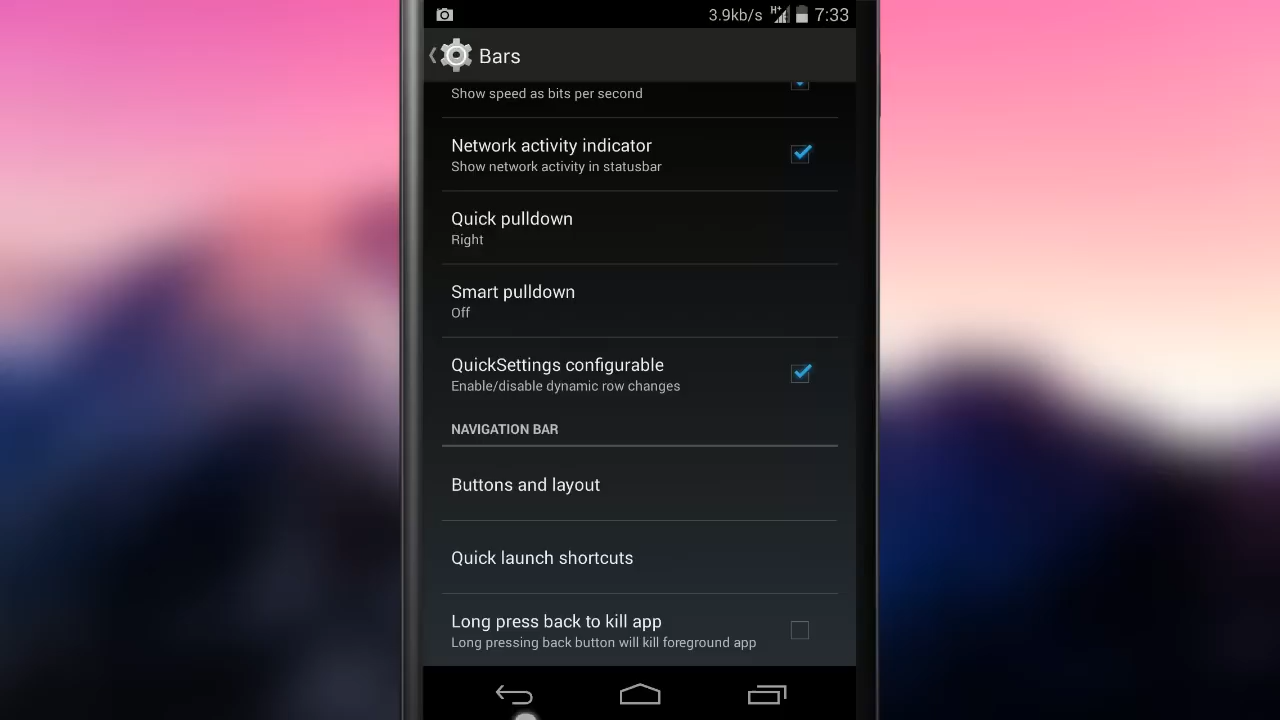 3.9kb/s H+ 7:33
Bars
Show speed as bits per second
Network activity indicator
Show network activity in statusbar
Quick pulldown
Right
Smart pulldown
Off
QuickSettings configurable
Enable/disable dynamic row changes
NAVIGATION BAR
Buttons and layout
Quick launch shortcuts
Long press back to kill app
Long pressing back button will kill foreground app